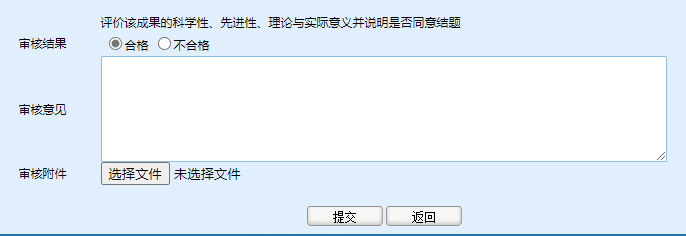 评价该成果的科学性、先进性、理论与实际意义并说明是否同意结题
审核结果 合格 不合格
审核意见
审核附件 选择文件 未选择文件
提交 返回